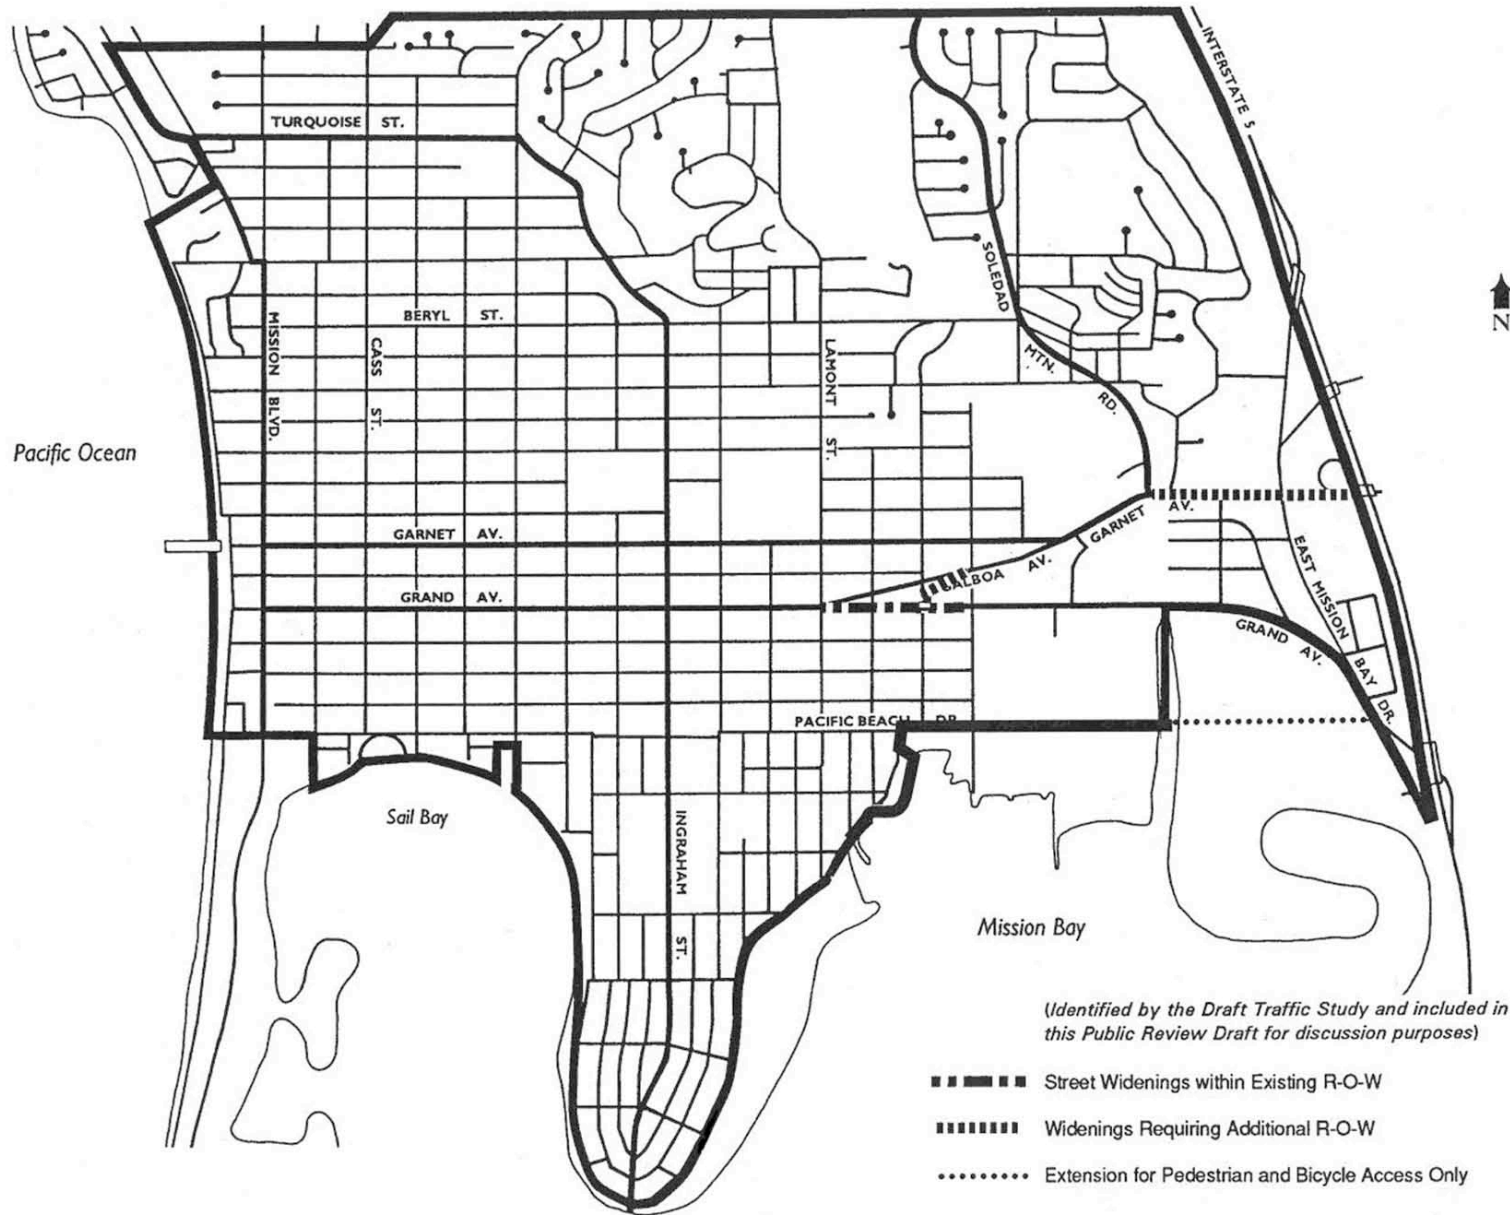 INTERSTATE 5
TURQUOISE ST.
SOLEDAD
MTN.
RD.
BERYL ST.
MISSION BLVD.
CASS ST.
LAMONT ST.
N
Pacific Ocean
GARNET AV.
GARNET AV.
BALBOA AV.
GRAND AV.
EAST MISSION BAY DR.
GRAND AV.
PACIFIC BEACH DR.
Sail Bay
INGRAHAM ST.
Mission Bay
(Identified by the Draft Traffic Study and included in
this Public Review Draft for discussion purposes)
Street Widenings within Existing R-O-W
Widenings Requiring Additional R-O-W
Extension for Pedestrian and Bicycle Access Only